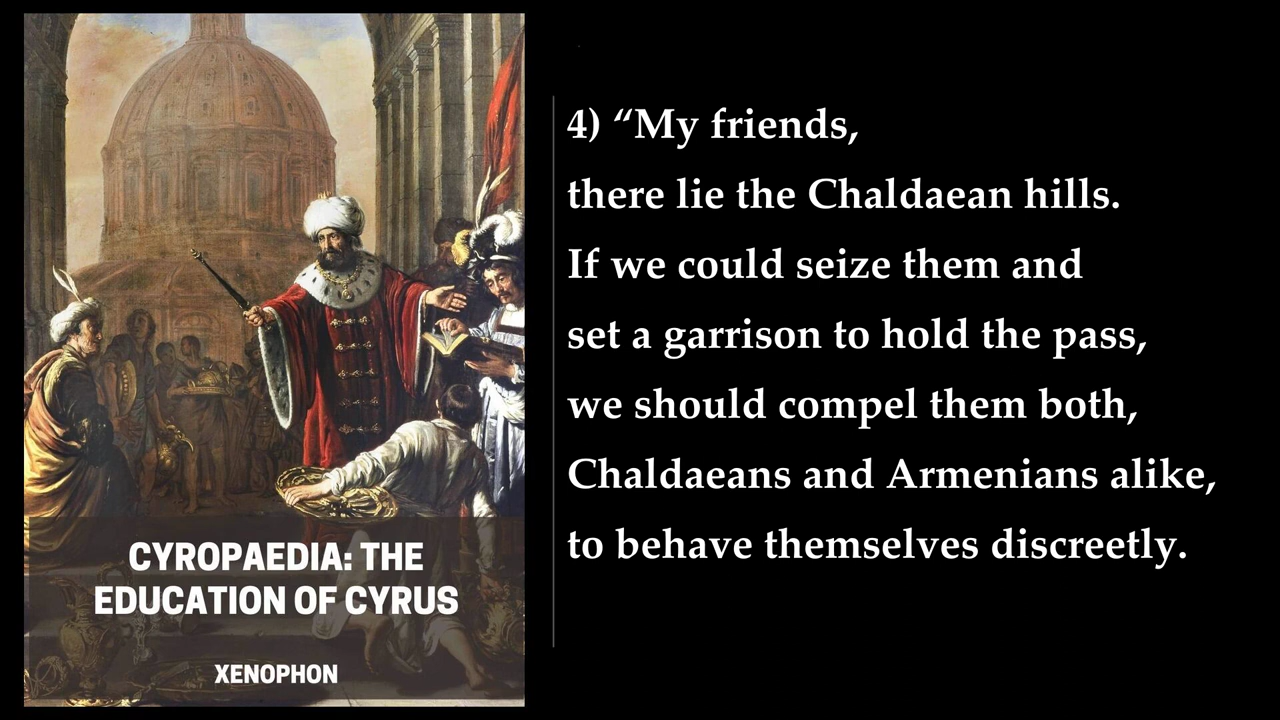 CYROPAEDIA: THE
EDUCATION OF CYRUS
XENOPHON
4) “My friends,
there lie the Chaldaean hills.
If we could seize them and
set a garrison to hold the pass,
we should compel them both,
Chaldaeans and Armenians alike,
to behave themselves discreetly.